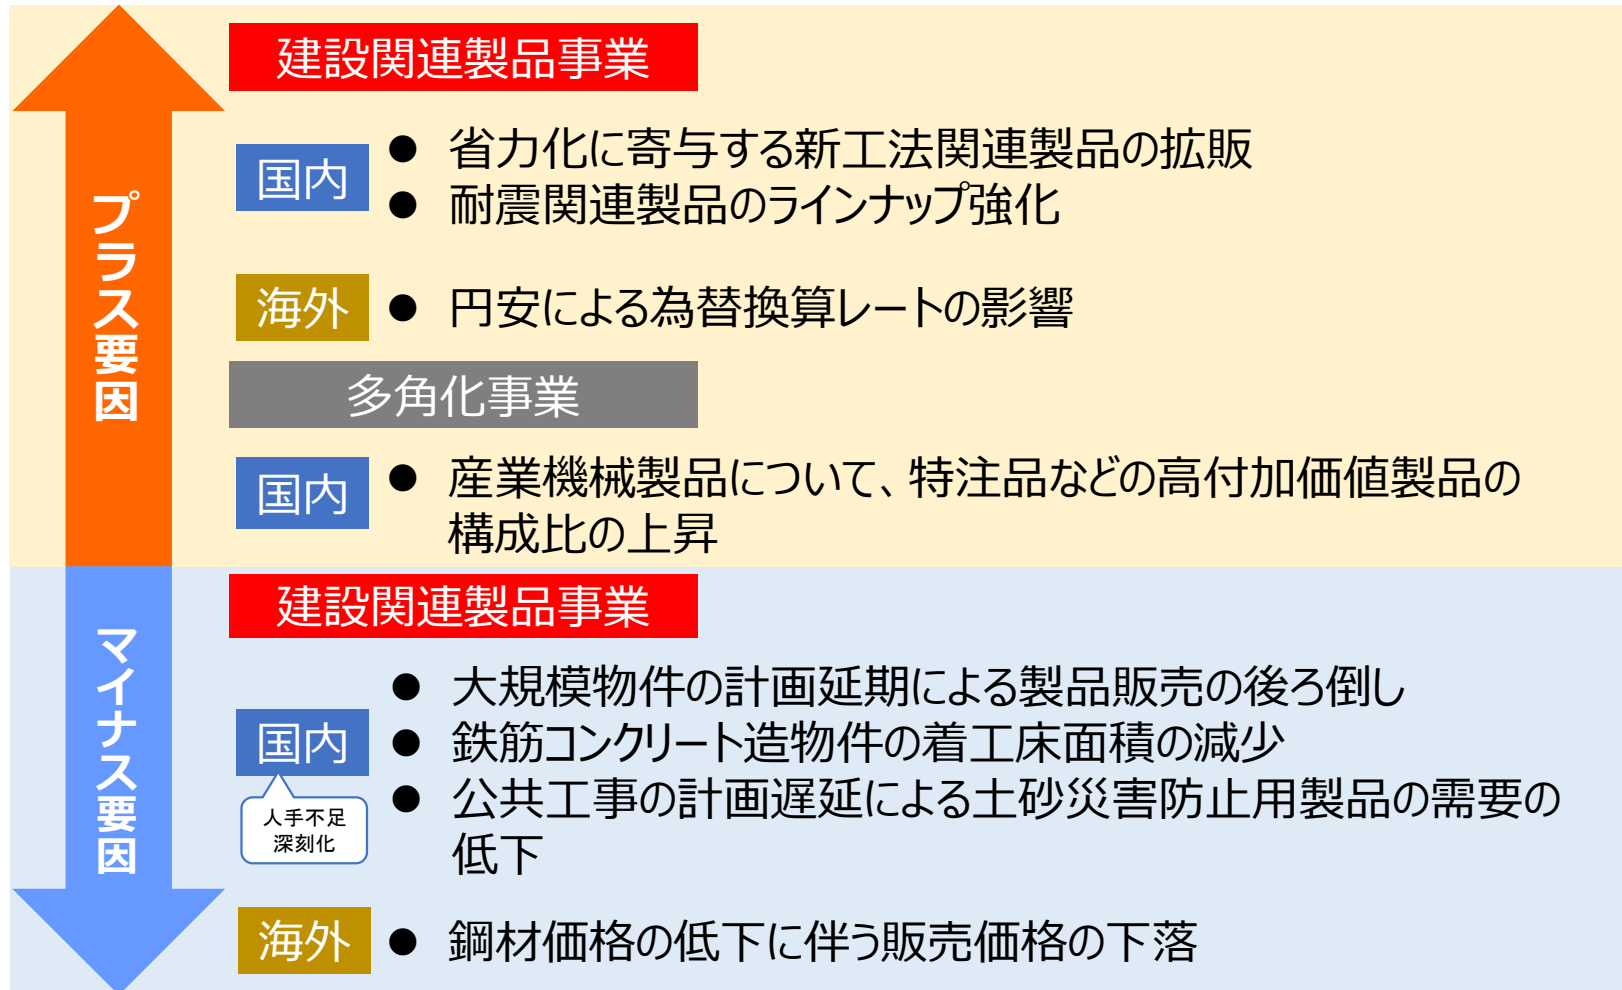 プラス要因
建設関連製品事業
国内
● 省力化に寄与する新工法関連製品の拡販
● 耐震関連製品のラインナップ強化
海外
● 円安による為替換算レートの影響
多角化事業
国内
● 産業機械製品について、特注品などの高付加価値製品の
構成比の上昇
マイナス要因
建設関連製品事業
国内
人手不足
深刻化
● 大規模物件の計画延期による製品販売の後ろ倒し
● 鉄筋コンクリート造物件の着工床面積の減少
● 公共工事の計画遅延による土砂災害防止用製品の需要の
低下
海外
● 鋼材価格の低下に伴う販売価格の下落